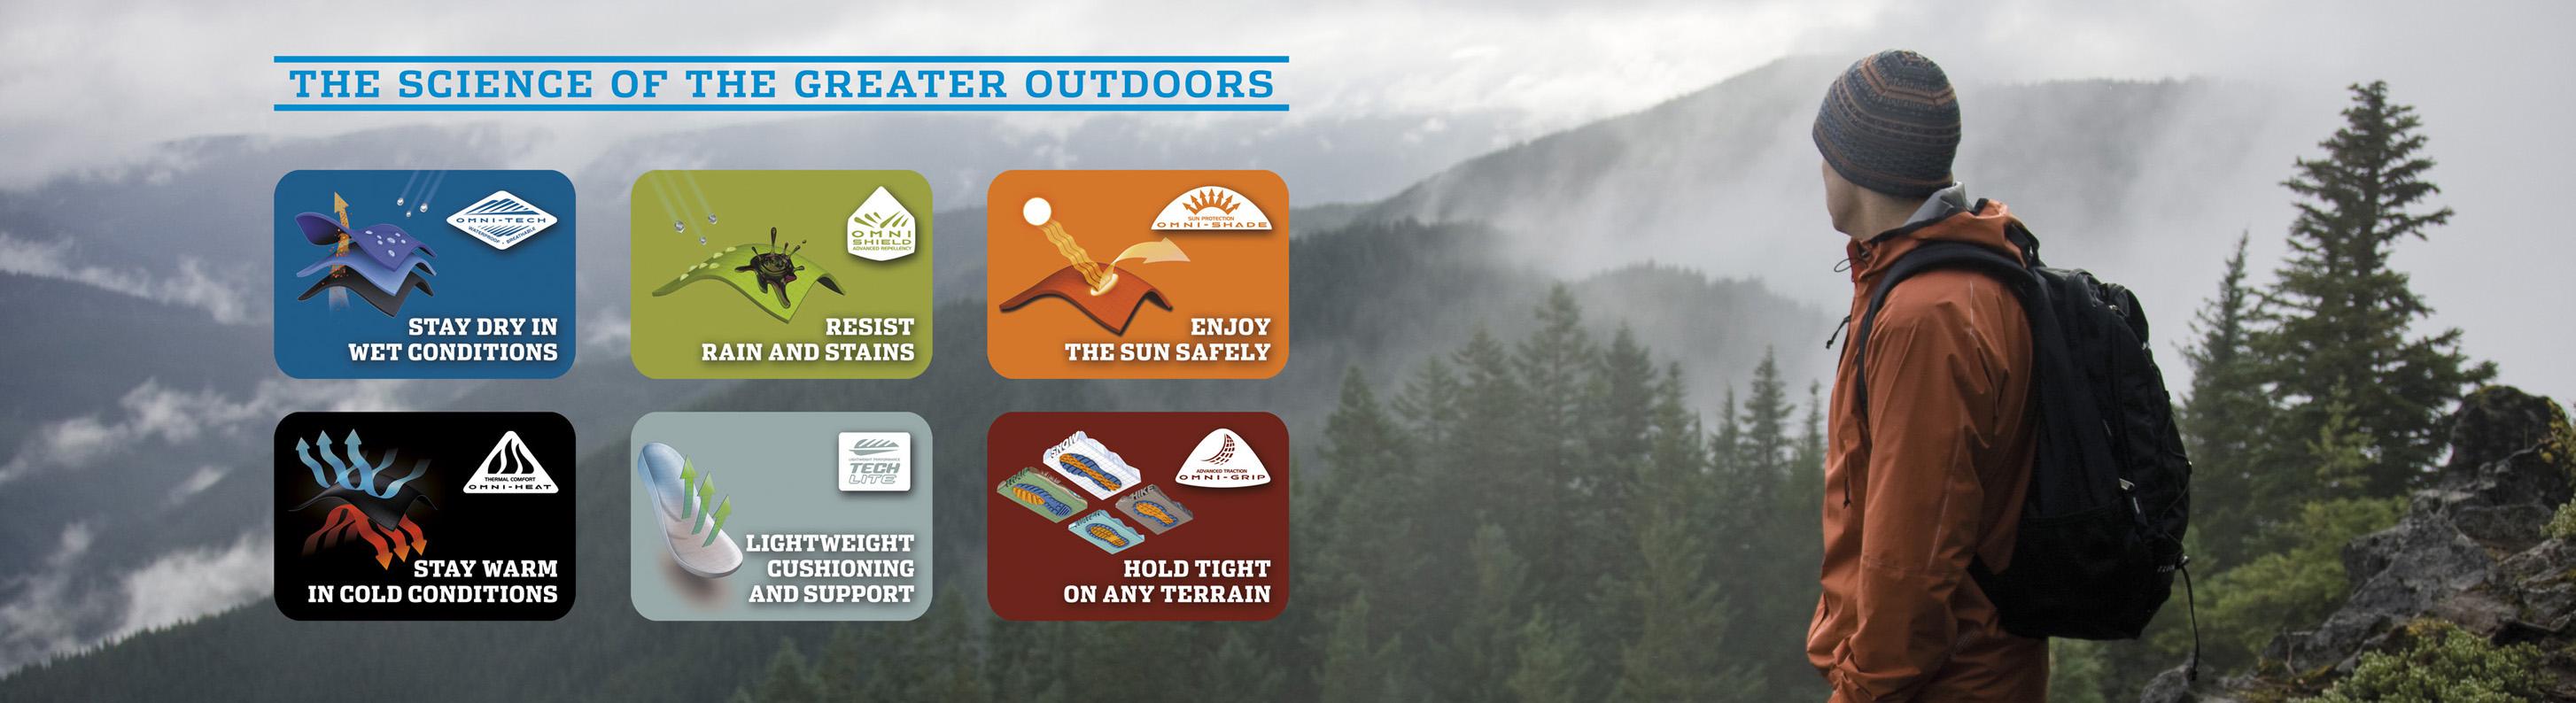 THE SCIENCE OF THE GREATER OUTDOORS
OMNI-TECH
WATERPROOF · BREATHABLE
STAY DRY IN
WET CONDITIONS
OMNI
SHIELD
ADVANCED REPELLENCY
RESIST
RAIN AND STAINS
SUN PROTECTION
OMNI-SHADE
ENJOY
THE SUN SAFELY
THERMAL COMFORT
OMNI-HEAT
STAY WARM
IN COLD CONDITIONS
LIGHTWEIGHT PERFORMANCE
TECH
LITE
LIGHTWEIGHT
CUSHIONING
AND SUPPORT
SNOW
HIKE
ADVANCED TRACTION
OMNI-GRIP
HOLD TIGHT
ON ANY TERRAIN